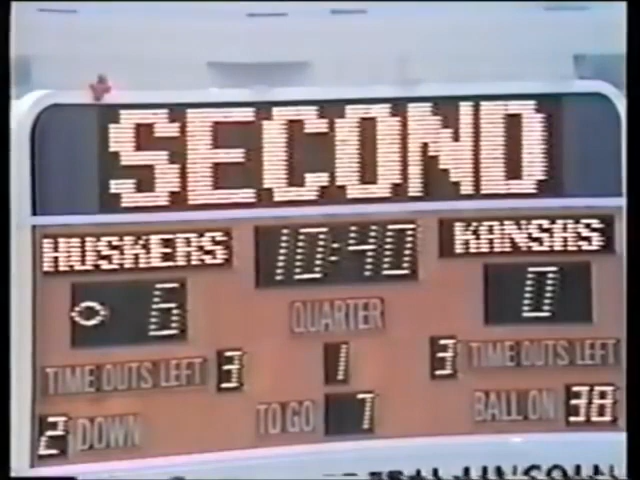 SECOND
HUSKERS 10:40 KANSAS
6 QUARTER 0
TIME OUTS LEFT 3 1 3 TIME OUTS LEFT
2 DOWN TO GO 7 BALL ON 38